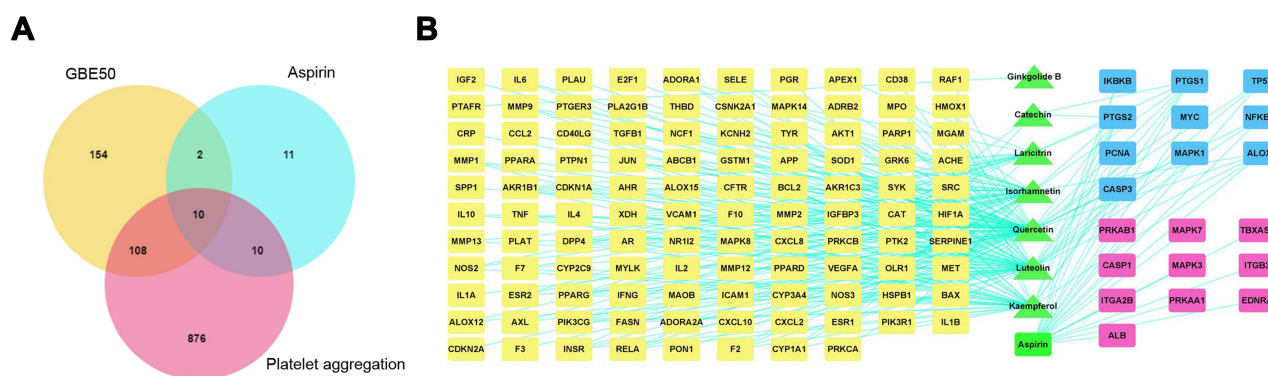 A
B
GBE50
Aspirin
154
2
11
10
108
10
876
Platelet aggregation
IGF2 IL6 PLAU E2F1 ADORA1 SELE PGR APEX1 CD38 RAF1
PTAFR MMP9 PTGER3 PLA2G1B THBD CSNK2A1 MAPK14 ADRB2 MPO HMOX1
CRP CCL2 CD40LG TGFB1 NCF1 KCNH2 TYR AKT1 PARP1 MGAM
MMP1 PPARA PTPN1 JUN ABCB1 GSTM1 APP SOD1 GRK6 ACHE
SPP1 AKR1B1 CDKN1A AHR ALOX15 CFTR BCL2 AKR1C3 SYK SRC
IL10 TNF IL4 XDH VCAM1 F10 MMP2 IGFBP3 CAT HIF1A
MMP13 PLAT DPP4 AR NR1I2 MAPK8 CXCL8 PRKCB PTK2 SERPINE1
NOS2 F7 CYP2C9 MYLK IL2 MMP12 PPARD VEGFA OLR1 MET
IL1A ESR2 PPARG IFNG MAOB ICAM1 CYP3A4 NOS3 HSPB1 BAX
ALOX12 AXL PIK3CG FASN ADORA2A CXCL10 CXCL2 ESR1 PIK3R1 IL1B
CDKN2A F3 INSR RELA PON1 F2 CYP1A1 PRKCA
Ginkgolide B
Catechin
Laricitrin
Isorhamnetin
Quercetin
Luteolin
Kaempferol
Aspirin
IKBKB PTGS1 TP5
PTGS2 MYC NFKB
PCNA MAPK1 ALOX
CASP3
PRKAB1 MAPK7 TBXAS
CASP1 MAPK3 ITGB3
ITGA2B PRKAA1 EDNRA
ALB